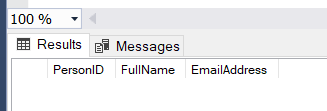 100 %
Results Messages
PersonID FullName EmailAddress